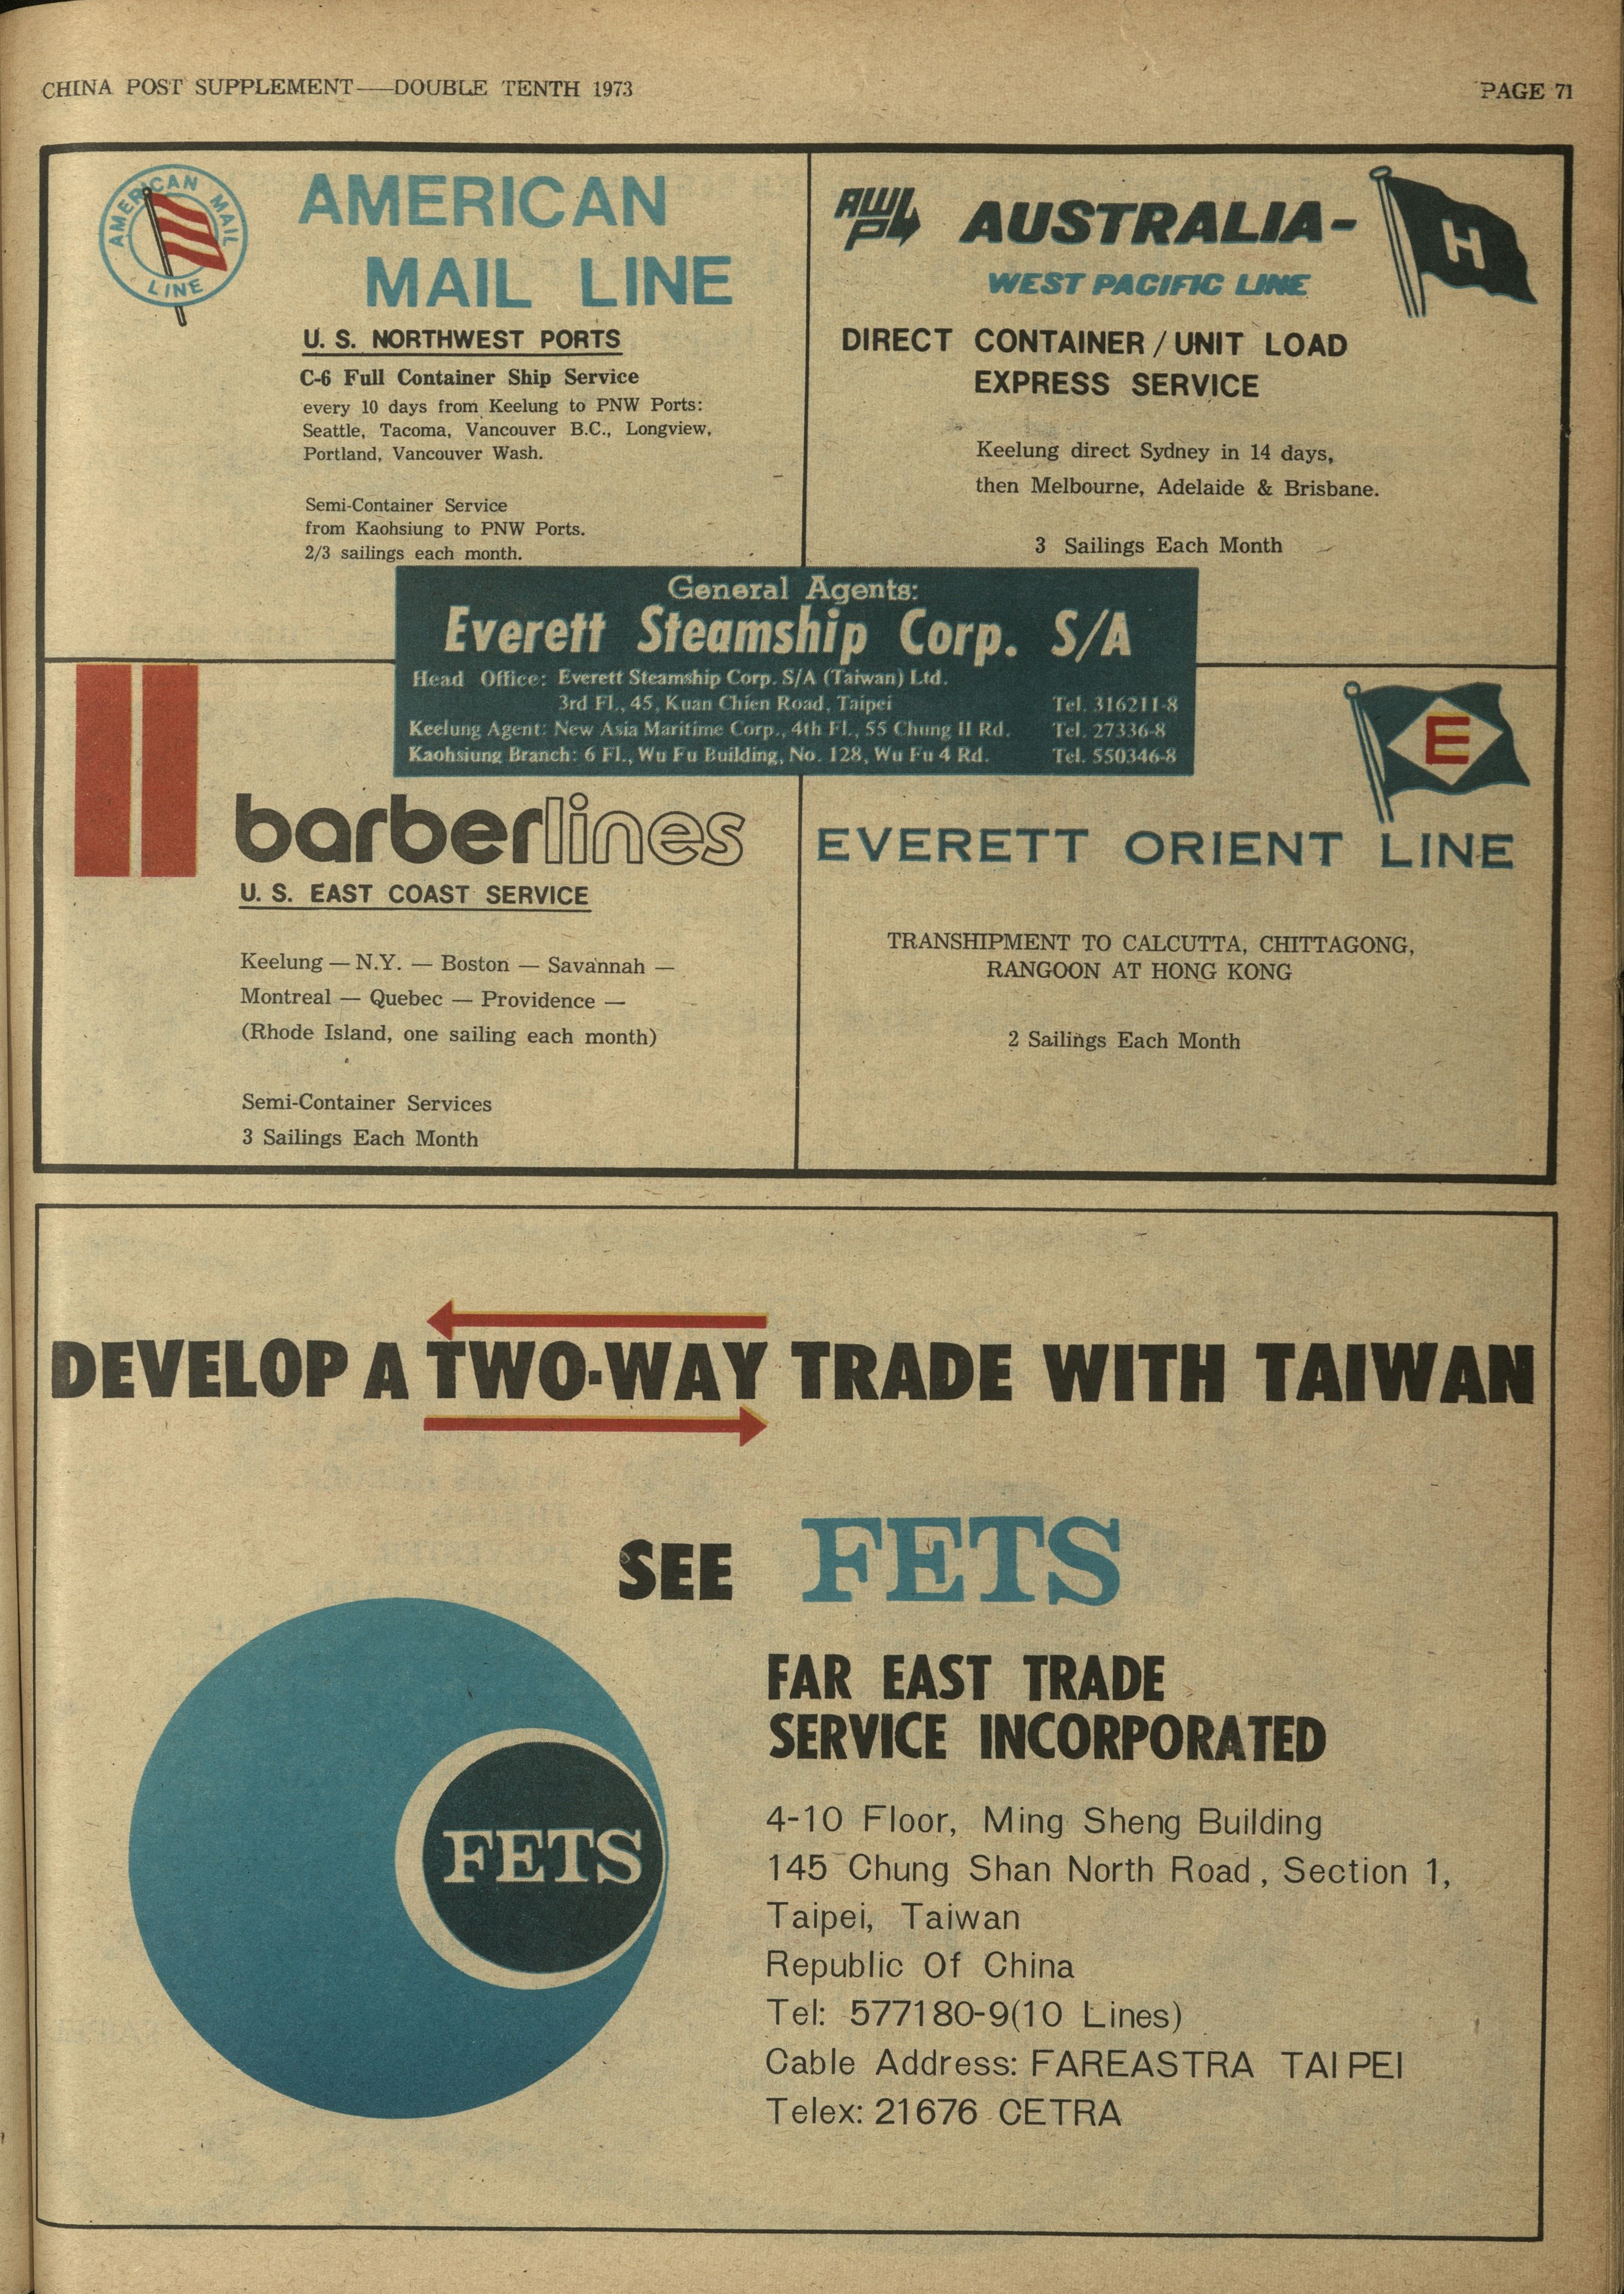 CHINA POST SUPPLEMENT—DOUBLE TENTH 1973
PAGE 71
AMERICAN MAIL LINE
AMERICAN
MAIL LINE
U. S. NORTHWEST PORTS
C-6 Full Container Ship Service
every 10 days from Keelung to PNW Ports:
Seattle, Tacoma, Vancouver B.C., Longview,
Portland, Vancouver Wash.
Semi-Container Service
from Kaohsiung to PNW Ports.
2/3 sailings each month.
AWPL
AUSTRALIA-
WEST PACIFIC LINE
H
DIRECT CONTAINER / UNIT LOAD
EXPRESS SERVICE
Keelung direct Sydney in 14 days,
then Melbourne, Adelaide & Brisbane.
3 Sailings Each Month
General Agents:
Everett Steamship Corp. S/A
Head Office: Everett Steamship Corp. S/A (Taiwan) Ltd.
3rd Fl., 45, Kuan Chien Road, Taipei Tel. 316211-8
Keelung Agent: New Asia Maritime Corp., 4th Fl., 55 Chung II Rd. Tel. 27336-8
Kaohsiung Branch: 6 Fl., Wu Fu Building, No. 128, Wu Fu 4 Rd. Tel. 550346-8
barberlines
U. S. EAST COAST SERVICE
Keelung — N.Y. — Boston — Savannah —
Montreal — Quebec — Providence —
(Rhode Island, one sailing each month)
Semi-Container Services
3 Sailings Each Month
E
EVERETT ORIENT LINE
TRANSHIPMENT TO CALCUTTA, CHITTAGONG,
RANGOON AT HONG KONG
2 Sailings Each Month
DEVELOP A TWO-WAY TRADE WITH TAIWAN
SEE FETS
FETS
FAR EAST TRADE
SERVICE INCORPORATED
4-10 Floor, Ming Sheng Building
145 Chung Shan North Road, Section 1,
Taipei, Taiwan
Republic Of China
Tel: 577180-9(10 Lines)
Cable Address: FAREASTRA TAIPEI
Telex: 21676 CETRA